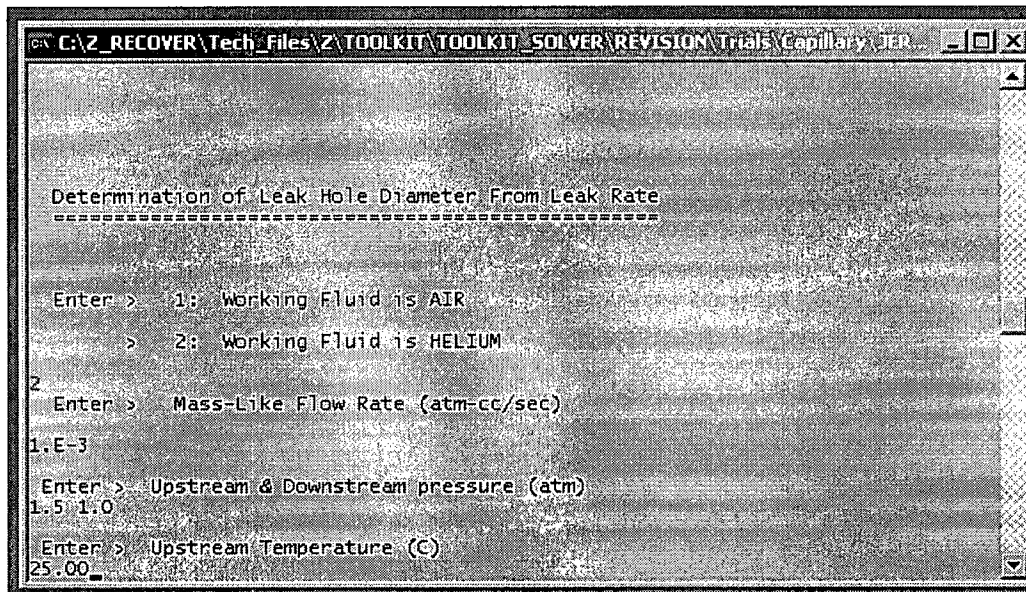 C:\Z_RECOVER\Tech_Files\Z\TOOLKIT\TOOLKIT_SOLVER\REVISION\Trials\Capillary\JER...
Determination of Leak Hole Diameter From Leak Rate
==================================================
Enter > 1: Working Fluid is AIR
> 2: Working Fluid is HELIUM
2
Enter > Mass-Like Flow Rate (atm-cc/sec)
1.E-3
Enter > Upstream & Downstream pressure (atm)
1.5 1.0
Enter > Upstream Temperature (C)
25.00_